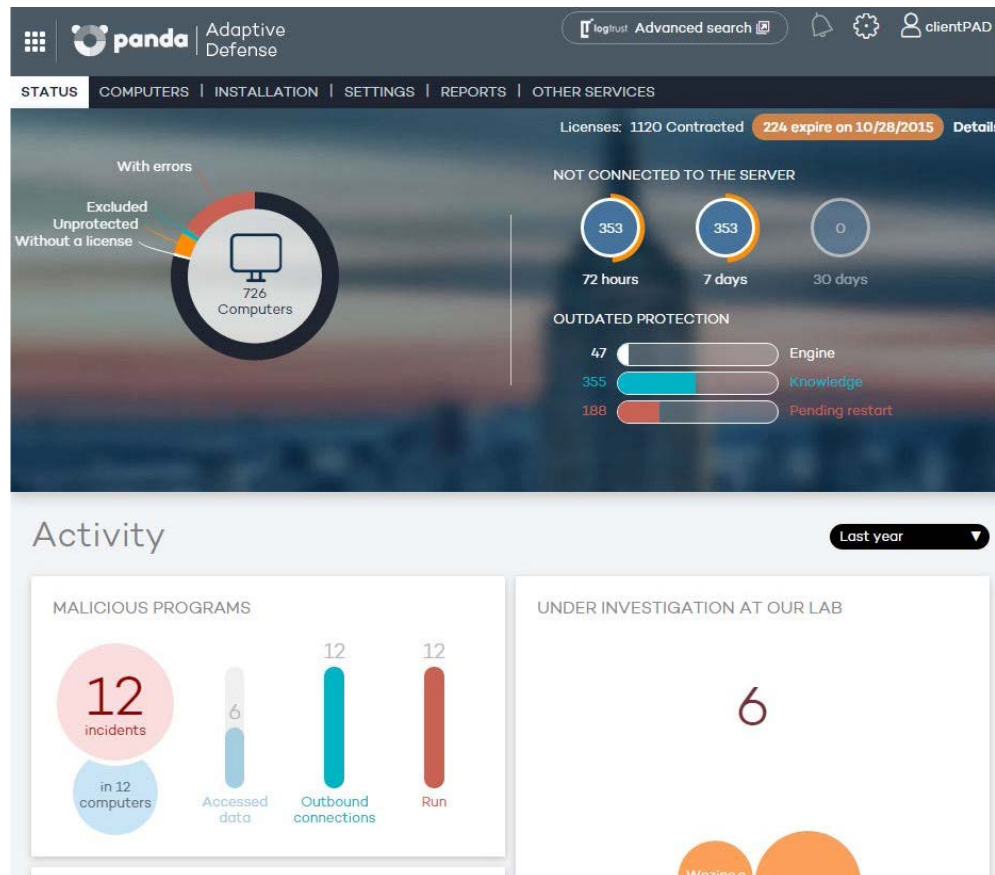 panda
Adaptive
Defense
logtrust Advanced search
clientPAD
STATUS COMPUTERS | INSTALLATION | SETTINGS | REPORTS | OTHER SERVICES
Licenses: 1120 Contracted 224 expire on 10/28/2015 Details
With errors
Excluded
Unprotected
Without a license
726
Computers
NOT CONNECTED TO THE SERVER
353 353 0
72 hours 7 days 30 days
OUTDATED PROTECTION
47 Engine
355 Knowledge
188 Pending restart
Activity
Last year
MALICIOUS PROGRAMS
12
incidents
in 12
computers
6
Accessed
data
12
Outbound
connections
12
Run
UNDER INVESTIGATION AT OUR LAB
6